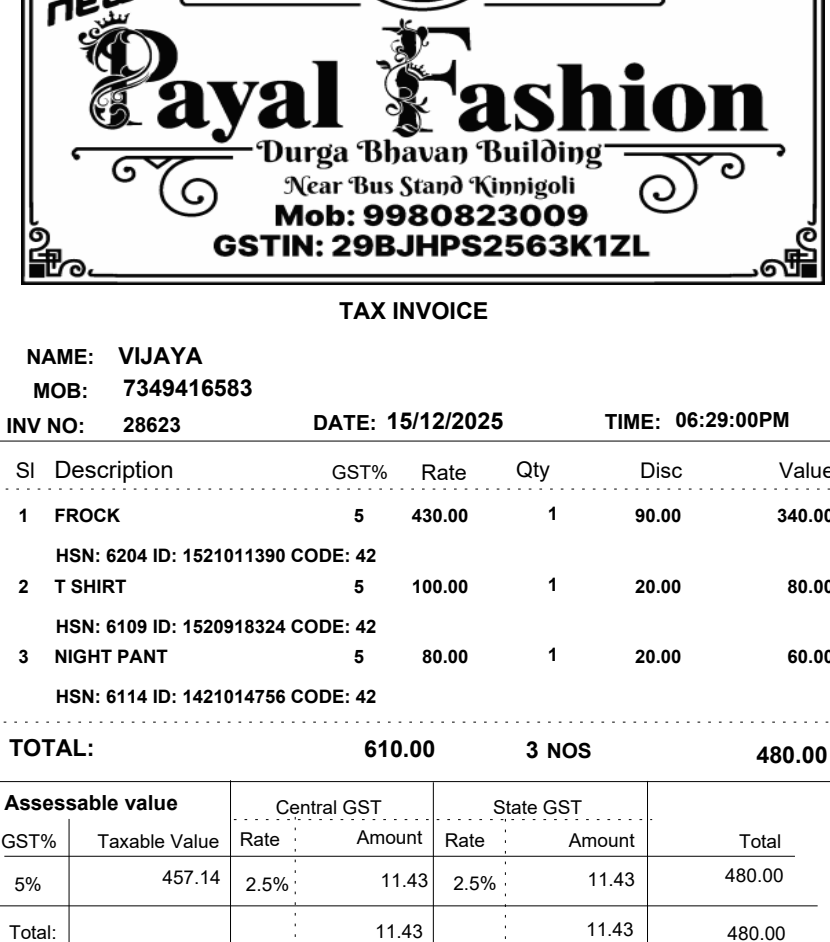 new
Payal Fashion
Durga Bhavan Building
Near Bus Stand Kinnigoli
Mob: 9980823009
GSTIN: 29BJHPS2563K1ZL
TAX INVOICE
NAME: VIJAYA
MOB: 7349416583
INV NO: 28623 DATE: 15/12/2025 TIME: 06:29:00PM
Sl Description GST% Rate Qty Disc Value
1 FROCK 5 430.00 1 90.00 340.00
HSN: 6204 ID: 1521011390 CODE: 42
2 T SHIRT 5 100.00 1 20.00 80.00
HSN: 6109 ID: 1520918324 CODE: 42
3 NIGHT PANT 5 80.00 1 20.00 60.00
HSN: 6114 ID: 1421014756 CODE: 42
TOTAL: 610.00 3 NOS 480.00
Assessable value Central GST State GST
GST% Taxable Value Rate Amount Rate Amount Total
5% 457.14 2.5% 11.43 2.5% 11.43 480.00
Total: 11.43 11.43 480.00